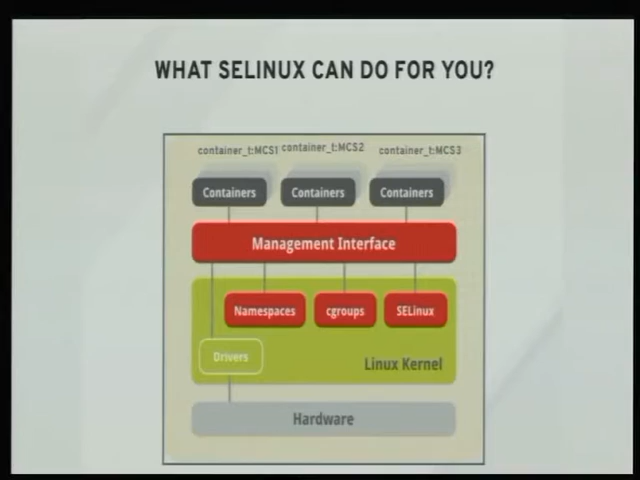 WHAT SELINUX CAN DO FOR YOU?
container_t:MCS1 container_t:MCS2 container_t:MCS3
Containers Containers Containers
Management Interface
Namespaces cgroups SELinux
Drivers
Linux Kernel
Hardware